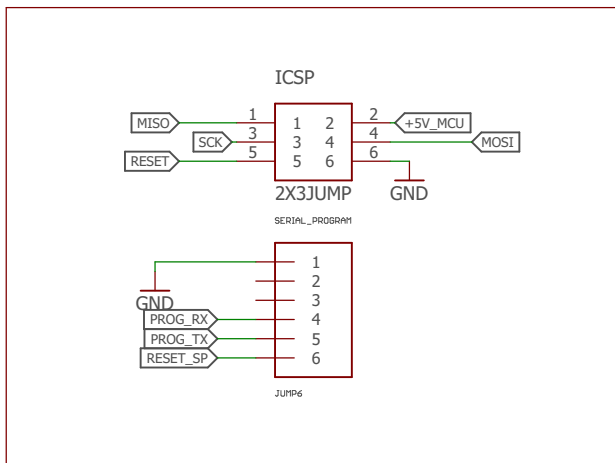 ICSP
1 2
MISO 1 2 +5V_MCU
3 4
SCK 3 4 MOSI
5 6
RESET 5 6 GND
2X3JUMP
SERIAL_PROGRAM
1
2
GND 3
PROG_RX 4
PROG_TX 5
RESET_SP 6
JUMP6